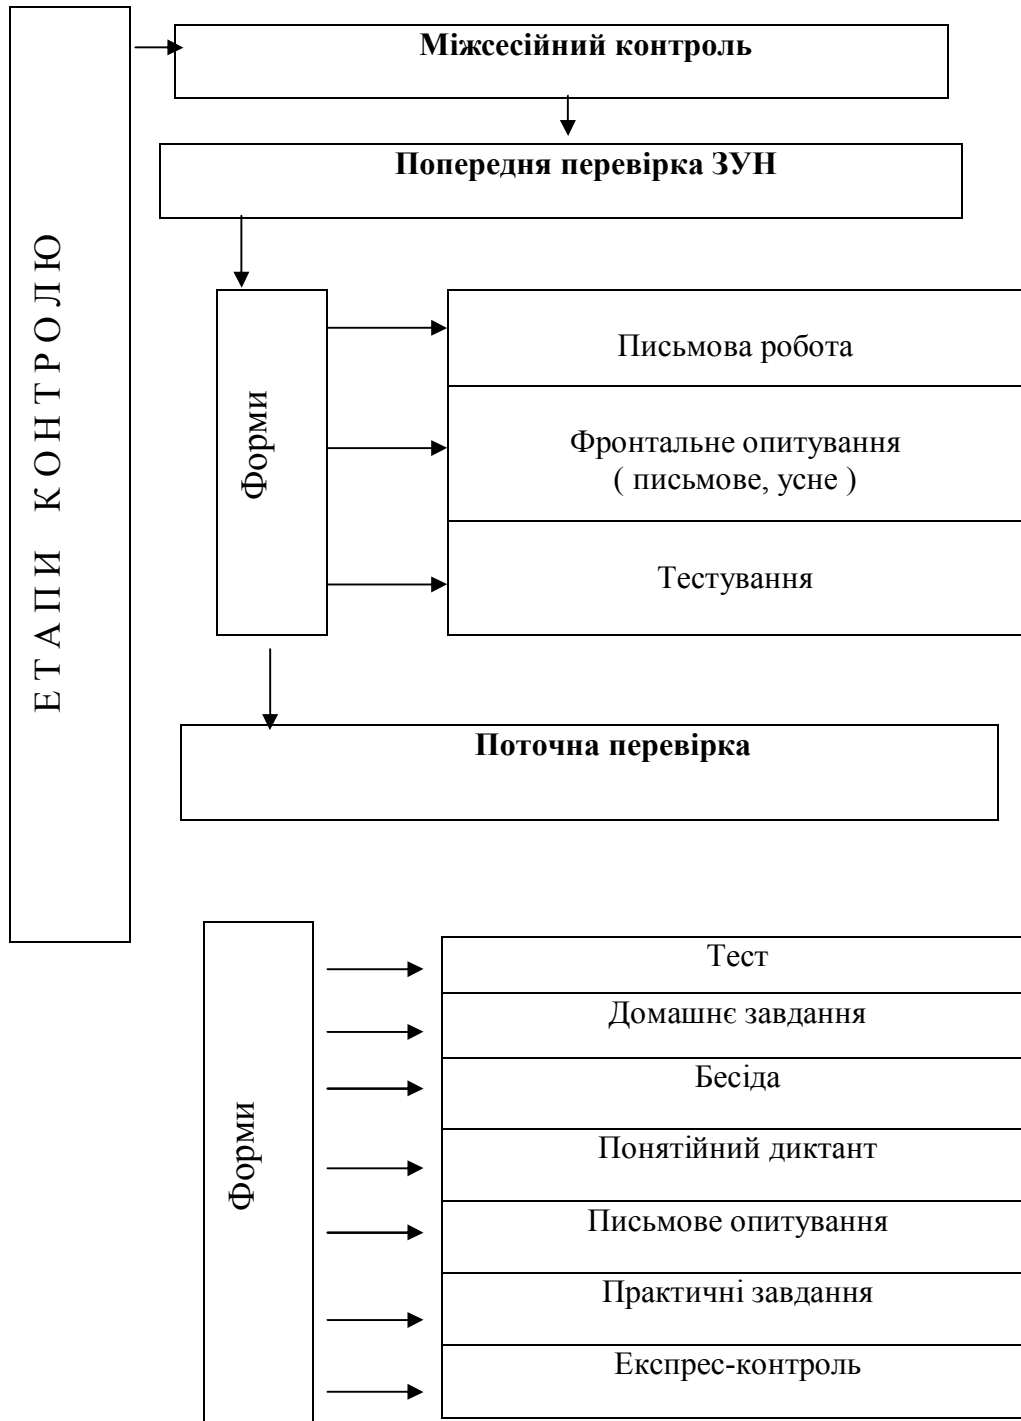 ЕТАПИ КОНТРОЛЮ
Міжсесійний контроль
Попередня перевірка ЗУН
Форми
Письмова робота
Фронтальне опитування
( письмове, усне )
Тестування
Поточна перевірка
Форми
Тест
Домашнє завдання
Бесіда
Понятійний диктант
Письмове опитування
Практичні завдання
Експрес-контроль